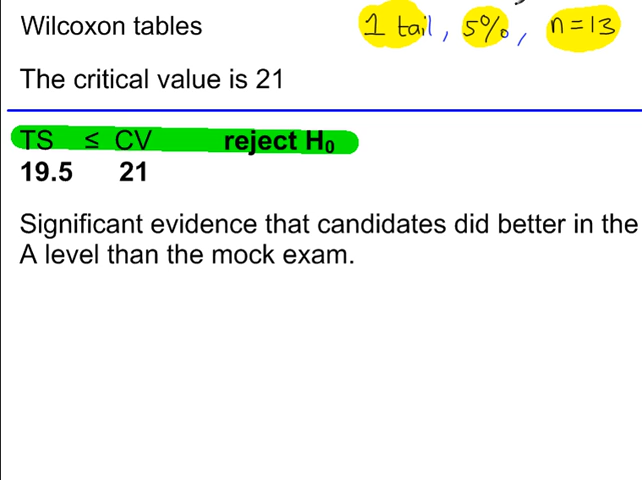 Wilcoxon tables 1 tail, 5%, n=13
The critical value is 21
TS ≤ CV reject H₀
19.5 21
Significant evidence that candidates did better in the
A level than the mock exam.